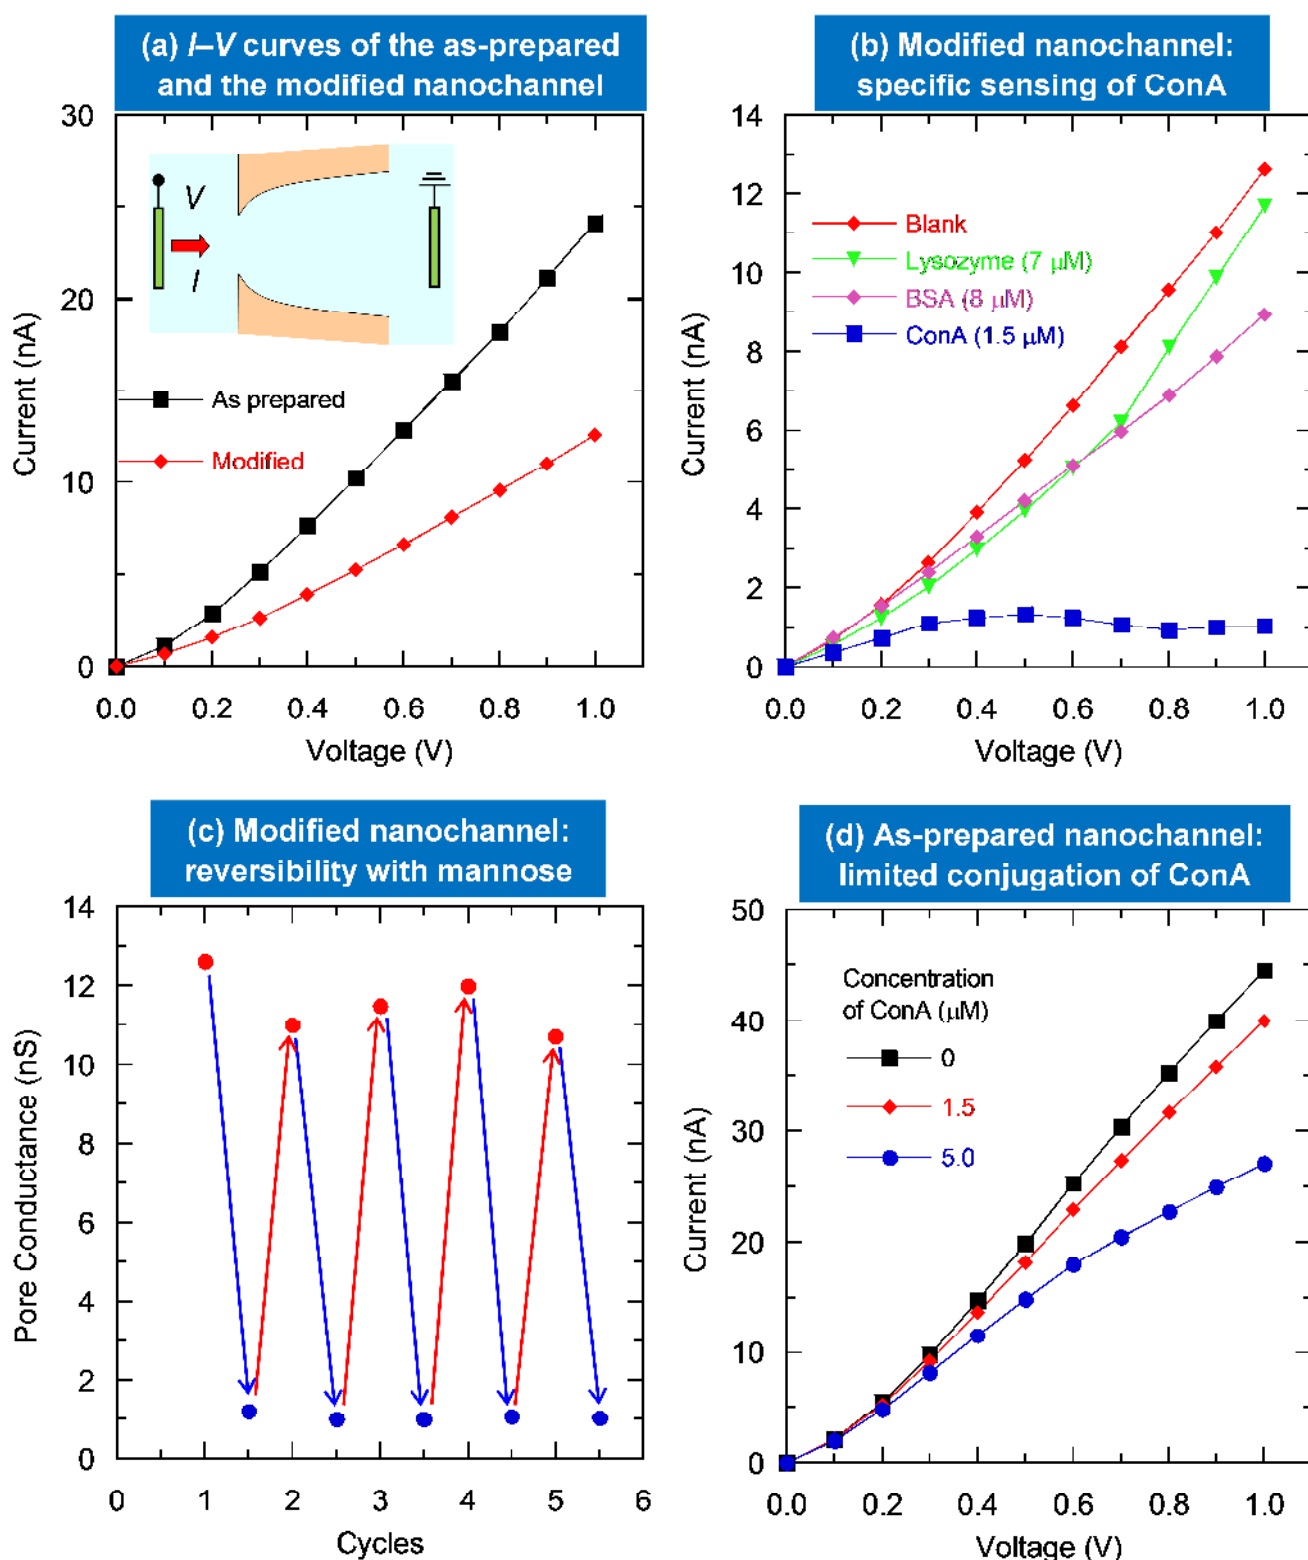 (a) I–V curves of the as-prepared
and the modified nanochannel
30
20
10
0
Current (nA)
V
I
As prepared
Modified
0.0 0.2 0.4 0.6 0.8 1.0
Voltage (V)
(b) Modified nanochannel:
specific sensing of ConA
14
12
10
8
6
4
2
0
Current (nA)
Blank
Lysozyme (7 μM)
BSA (8 μM)
ConA (1.5 μM)
0.0 0.2 0.4 0.6 0.8 1.0
Voltage (V)
(c) Modified nanochannel:
reversibility with mannose
14
12
10
8
6
4
2
0
Pore Conductance (nS)
0 1 2 3 4 5 6
Cycles
(d) As-prepared nanochannel:
limited conjugation of ConA
50
40
30
20
10
0
Current (nA)
Concentration
of ConA (μM)
0
1.5
5.0
0.0 0.2 0.4 0.6 0.8 1.0
Voltage (V)